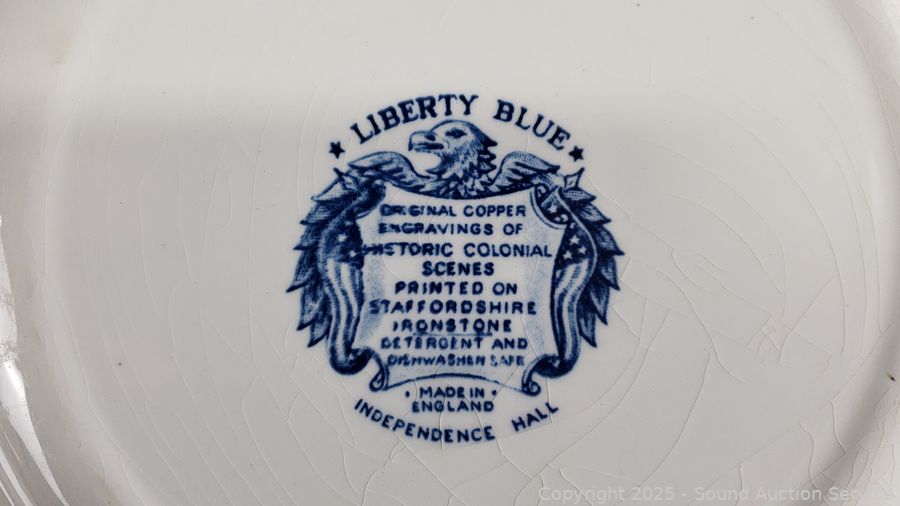 LIBERTY BLUE
ORIGINAL COPPER
ENGRAVINGS OF
HISTORIC COLONIAL
SCENES
PRINTED ON
STAFFORDSHIRE
IRONSTONE
DETERGENT AND
DISHWASHER SAFE
• MADE IN •
ENGLAND
INDEPENDENCE HALL
Copyright 2025 - Sound Auction Service